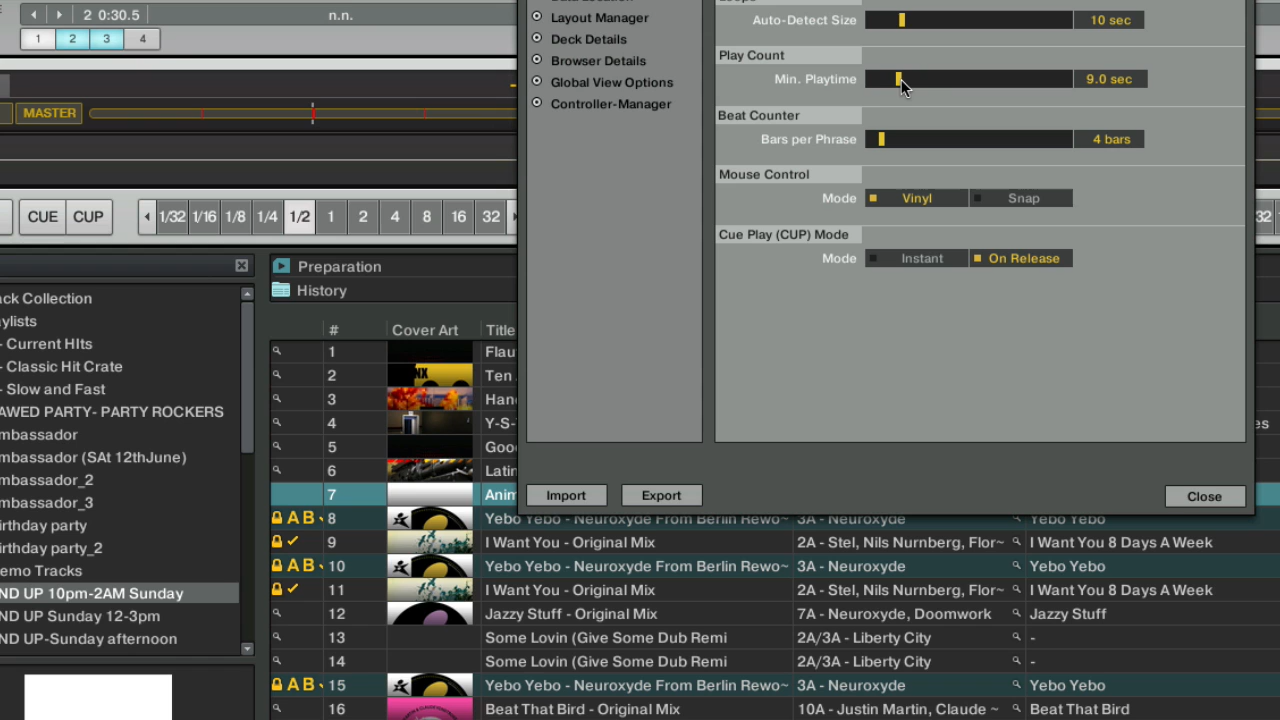 2 0:30.5
n.n.
1 2 3 4
MASTER
CUE CUP
1/32 1/16 1/8 1/4 1/2 1 2 4 8 16 32
32
Layout Manager
Deck Details
Browser Details
Global View Options
Controller-Manager
Auto-Detect Size 10 sec
Play Count
Min. Playtime 9.0 sec
Beat Counter
Bars per Phrase 4 bars
Mouse Control
Mode Vinyl Snap
Cue Play (CUP) Mode
Mode Instant On Release
Import Export Close
ack Collection
aylists
- Current HIts
- Classic Hit Crate
- Slow and Fast
AWED PARTY- PARTY ROCKERS
mbassador
mbassador (SAt 12thJune)
mbassador_2
mbassador_3
irthday party
irthday party_2
emo Tracks
ND UP 10pm-2AM Sunday
ND UP Sunday 12-3pm
ND UP-Sunday afternoon
Preparation
History
# Cover Art Title
1 Flau
2 Ten
3 Han
4 Y-S-
5 Goo
6 Latin
7 Anim
A B 8 Yebo Yebo - Neuroxyde From Berlin Rewo~ 3A - Neuroxyde Yebo Yebo
9 I Want You - Original Mix 2A - Stel, Nils Nurnberg, Flor~ I Want You 8 Days A Week
A B 10 Yebo Yebo - Neuroxyde From Berlin Rewo~ 3A - Neuroxyde Yebo Yebo
11 I Want You - Original Mix 2A - Stel, Nils Nurnberg, Flor~ I Want You 8 Days A Week
12 Jazzy Stuff - Original Mix 7A - Neuroxyde, Doomwork Jazzy Stuff
13 Some Lovin (Give Some Dub Remi 2A/3A - Liberty City -
14 Some Lovin (Give Some Dub Remi 2A/3A - Liberty City -
A B 15 Yebo Yebo - Neuroxyde From Berlin Rewo~ 3A - Neuroxyde Yebo Yebo
16 Beat That Bird - Original Mix 10A - Justin Martin, Claude ~ Beat That Bird